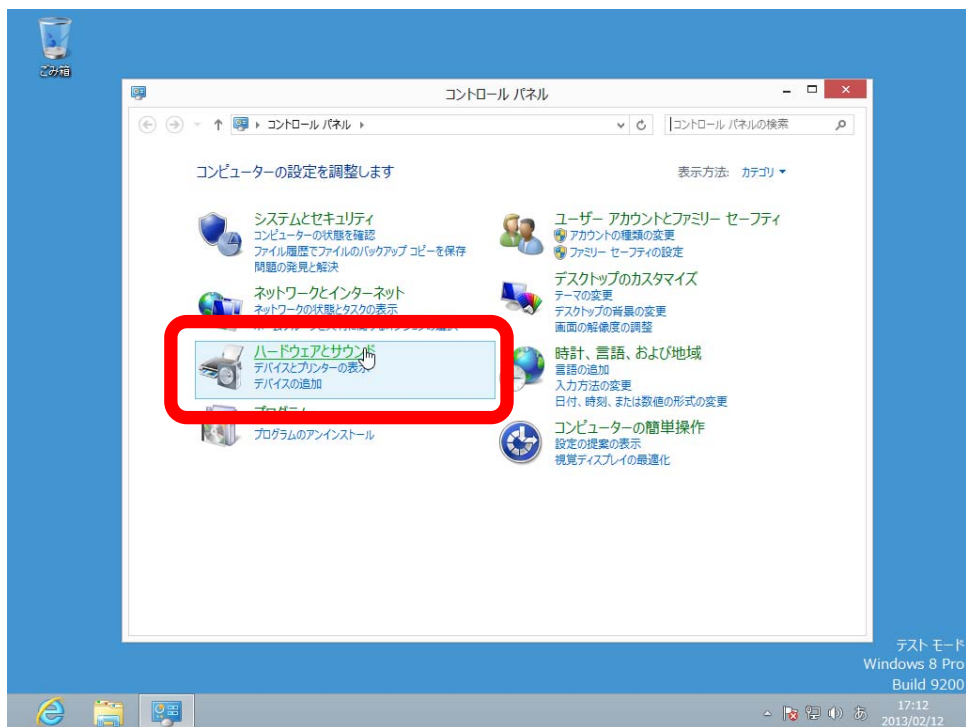 ごみ箱
コントロール パネル
コントロール パネル
コントロール パネルの検索
コンピューターの設定を調整します
表示方法: カテゴリ
システムとセキュリティ
コンピューターの状態を確認
ファイル履歴でファイルのバックアップ コピーを保存
問題の発見と解決
ネットワークとインターネット
ネットワークの状態とタスクの表示
ハードウェアとサウンド
デバイスとプリンターの表示
デバイスの追加
プログラム
プログラムのアンインストール
ユーザー アカウントとファミリー セーフティ
アカウントの種類の変更
ファミリー セーフティの設定
デスクトップのカスタマイズ
テーマの変更
デスクトップの背景の変更
画面の解像度の調整
時計、言語、および地域
言語の追加
入力方法の変更
日付、時刻、または数値の形式の変更
コンピューターの簡単操作
設定の提案の表示
視覚ディスプレイの最適化
テスト モード
Windows 8 Pro
Build 9200
あ
17:12
2013/02/12